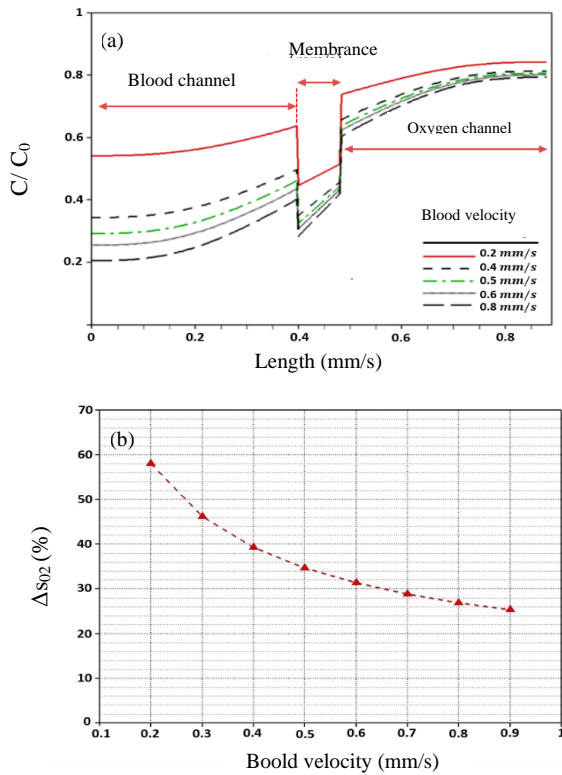 (a)
Membrance
Blood channel
Oxygen channel
C/ C0
1
0.8
0.6
0.4
0.2
Blood velocity
0.2 mm/s
0.4 mm/s
0.5 mm/s
0.6 mm/s
0.8 mm/s
0 0.2 0.4 0.6 0.8
Length (mm/s)
(b)
70
60
50
40
30
20
10
0
Δs02 (%)
0.1 0.2 0.3 0.4 0.5 0.6 0.7 0.8 0.9 1
Boold velocity (mm/s)